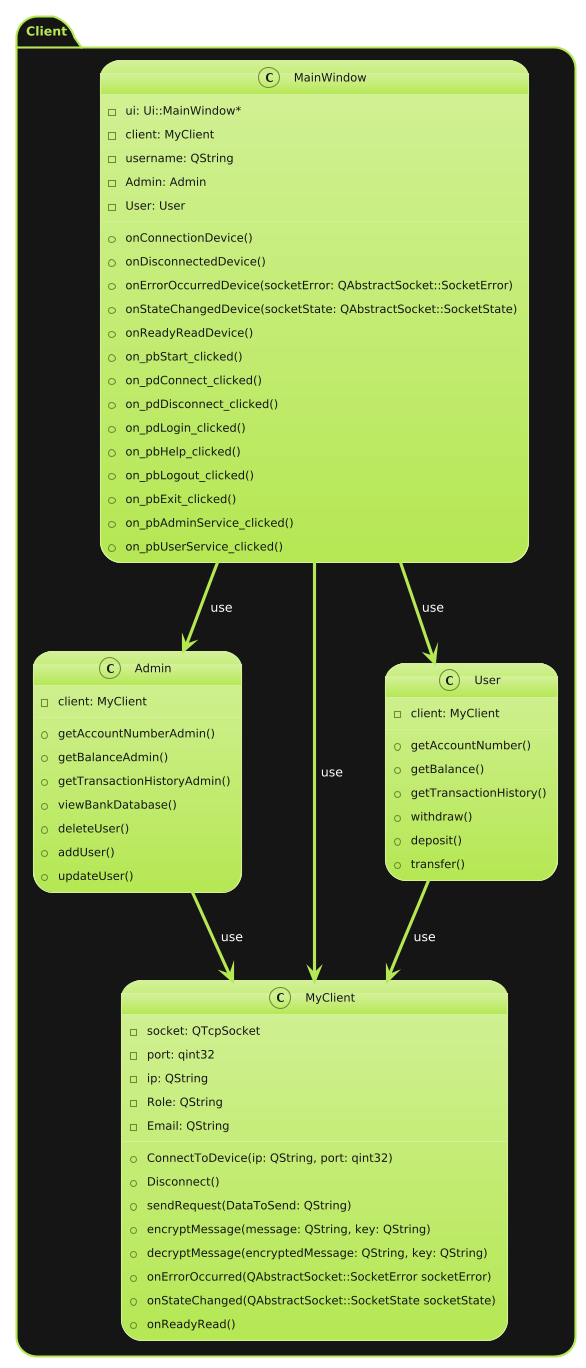 Client
C MainWindow
ui: Ui::MainWindow*
client: MyClient
username: QString
Admin: Admin
User: User
onConnectionDevice()
onDisconnectedDevice()
onErrorOccurredDevice(socketError: QAbstractSocket::SocketError)
onStateChangedDevice(socketState: QAbstractSocket::SocketState)
onReadyReadDevice()
on_pbStart_clicked()
on_pdConnect_clicked()
on_pdDisconnect_clicked()
on_pdLogin_clicked()
on_pbHelp_clicked()
on_pbLogout_clicked()
on_pbExit_clicked()
on_pbAdminService_clicked()
on_pbUserService_clicked()
use
use
C Admin
client: MyClient
getAccountNumberAdmin()
getBalanceAdmin()
getTransactionHistoryAdmin()
viewBankDatabase()
deleteUser()
addUser()
updateUser()
use
C User
client: MyClient
getAccountNumber()
getBalance()
getTransactionHistory()
withdraw()
deposit()
transfer()
use
use
C MyClient
socket: QTcpSocket
port: qint32
ip: QString
Role: QString
Email: QString
ConnectToDevice(ip: QString, port: qint32)
Disconnect()
sendRequest(DataToSend: QString)
encryptMessage(message: QString, key: QString)
decryptMessage(encryptedMessage: QString, key: QString)
onErrorOccurred(QAbstractSocket::SocketError socketError)
onStateChanged(QAbstractSocket::SocketState socketState)
onReadyRead()